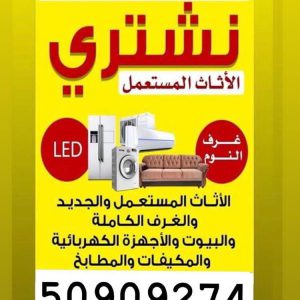 نشتري
الأثاث المستعمل
غرف
النوم
LED
الأثاث المستعمل والجديد
والغرف الكاملة
والبيوت والأجهزة الكهربائية
والمكيفات والمطابخ
50909274